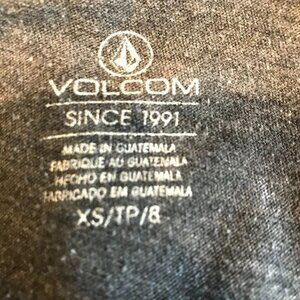 VOLCOM
SINCE 1991
MADE IN GUATEMALA
FABRIQUE AU GUATEMALA
HECHO EN GUATEMALA
FABRICADO EM GUATEMALA
XS/TP/8